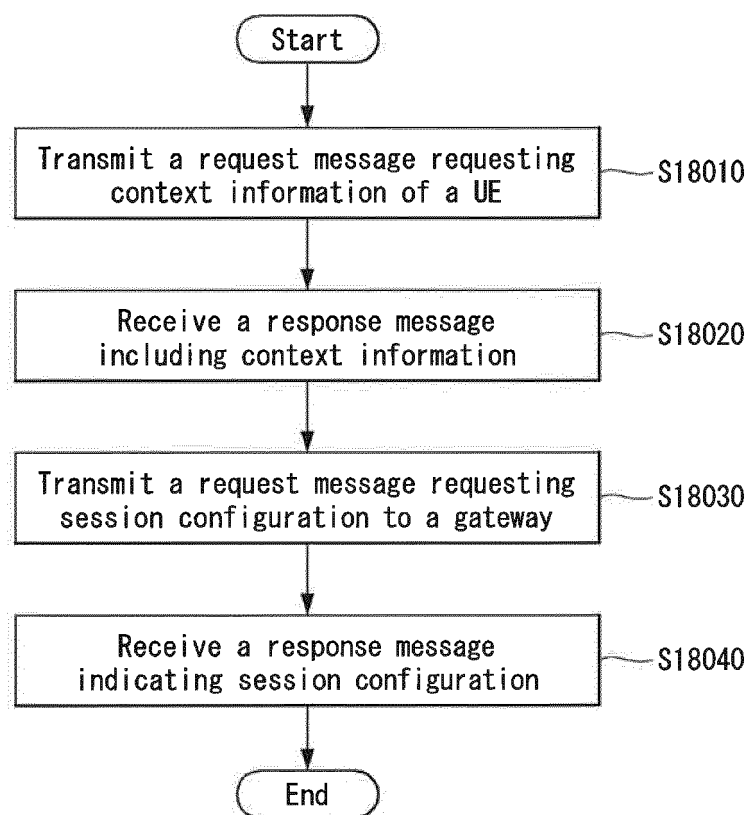 Start
Transmit a request message requesting
context information of a UE
S18010
Receive a response message
including context information
S18020
Transmit a request message requesting
session configuration to a gateway
S18030
Receive a response message
indicating session configuration
S18040
End